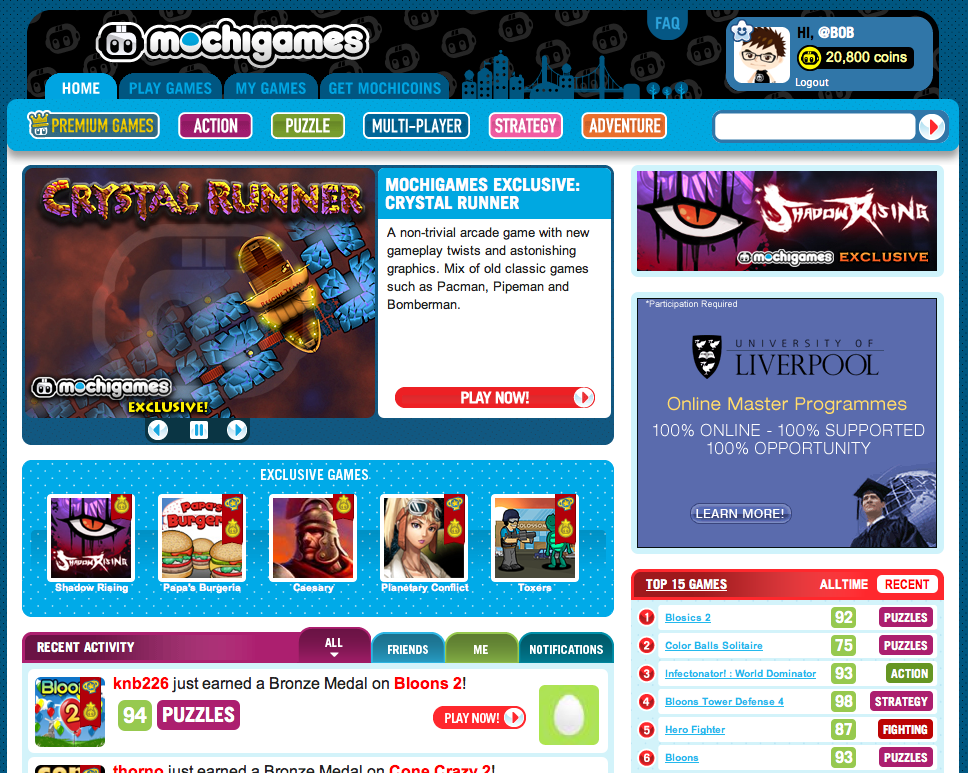 mochigames
FAQ
HI, @BOB
20,800 coins
Logout
HOME
PLAY GAMES
MY GAMES
GET MOCHICOINS
PREMIUM GAMES
ACTION
PUZZLE
MULTI-PLAYER
STRATEGY
ADVENTURE
CRYSTAL RUNNER
mochigames
EXCLUSIVE!
MOCHIGAMES EXCLUSIVE:
CRYSTAL RUNNER
A non-trivial arcade game with new
gameplay twists and astonishing
graphics. Mix of old classic games
such as Pacman, Pipeman and
Bomberman.
PLAY NOW!
SHADOWRISING
mochigames EXCLUSIVE
*Participation Required
UNIVERSITY OF
LIVERPOOL
Online Master Programmes
100% ONLINE - 100% SUPPORTED
100% OPPORTUNITY
LEARN MORE!
EXCLUSIVE GAMES
SHADOWRISING
Papa's
Burger
Shadow Rising
Papa's Burgeria
Caesary
Planetary Conflict
Toxers
RECENT ACTIVITY
ALL
FRIENDS
ME
NOTIFICATIONS
Bloo
2
knb226 just earned a Bronze Medal on Bloons 2!
94 PUZZLES
PLAY NOW!
thorno just earned a Bronze Medal on Cone Crazy 2!
TOP 15 GAMES
ALLTIME
RECENT
1 Blosics 2 92 PUZZLES
2 Color Balls Solitaire 75 PUZZLES
3 Infectonator! : World Dominator 93 ACTION
4 Bloons Tower Defense 4 98 STRATEGY
5 Hero Fighter 87 FIGHTING
6 Bloons 93 PUZZLES